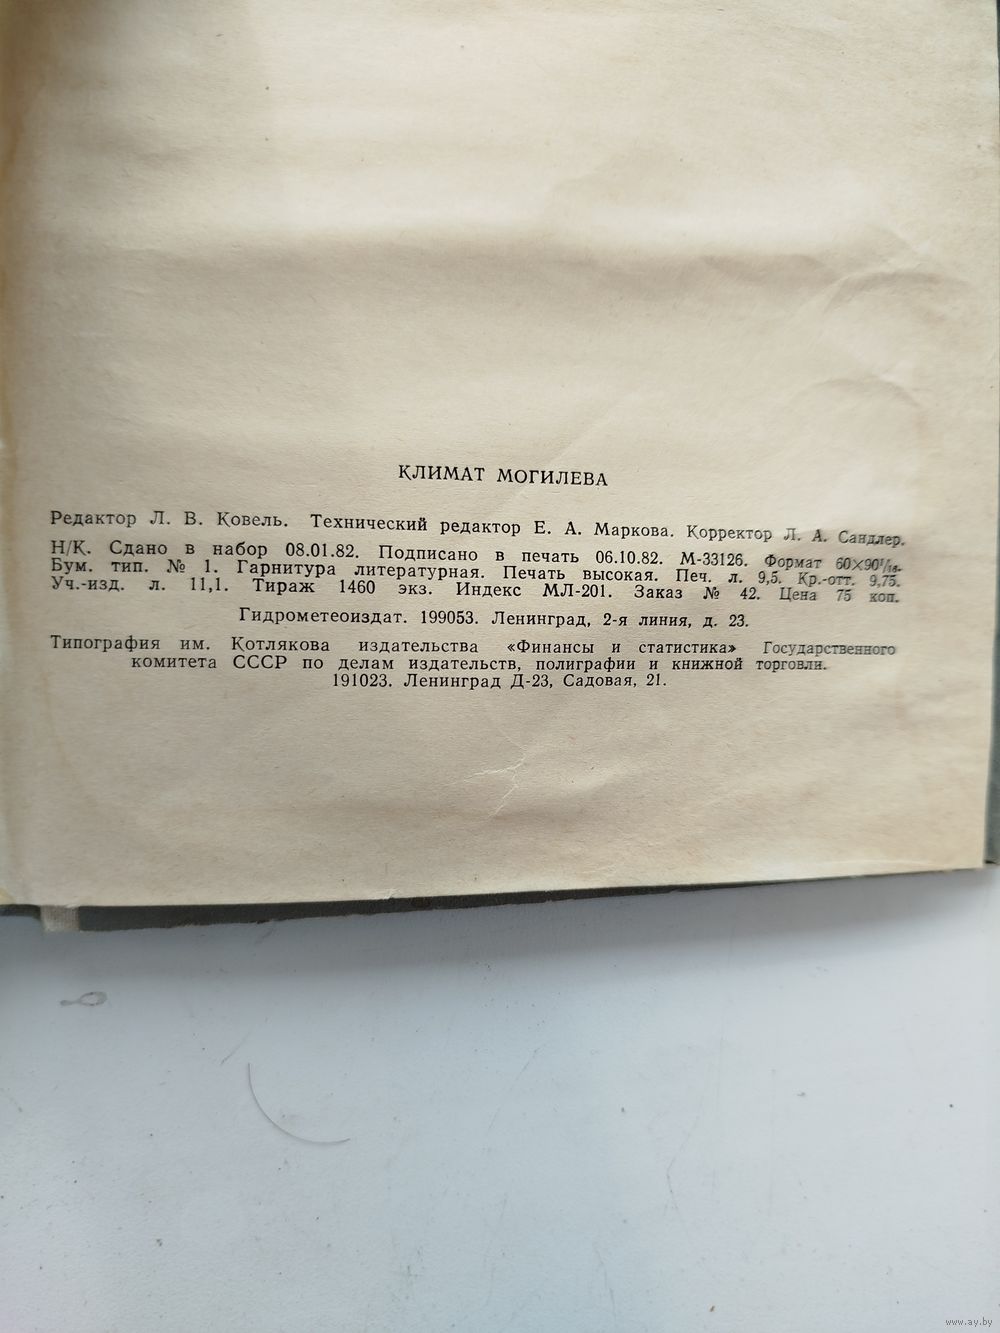 КЛИМАТ МОГИЛЕВА
Редактор Л. В. Ковель. Технический редактор Е. А. Маркова. Корректор Л. А. Сандлер.
Н/К. Сдано в набор 08.01.82. Подписано в печать 06.10.82. М-33126. Формат 60×90¹/₁₆.
Бум. тип. № 1. Гарнитура литературная. Печать высокая. Печ. л. 9,5. Кр.-отт. 9,75.
Уч.-изд. л. 11,1. Тираж 1460 экз. Индекс МЛ-201. Заказ № 42. Цена 75 коп.
Гидрометеоиздат. 199053. Ленинград, 2-я линия, д. 23.
Типография им. Котлякова издательства «Финансы и статистика» Государственного
комитета СССР по делам издательств, полиграфии и книжной торговли.
191023. Ленинград Д-23, Садовая, 21.
www.ay.by